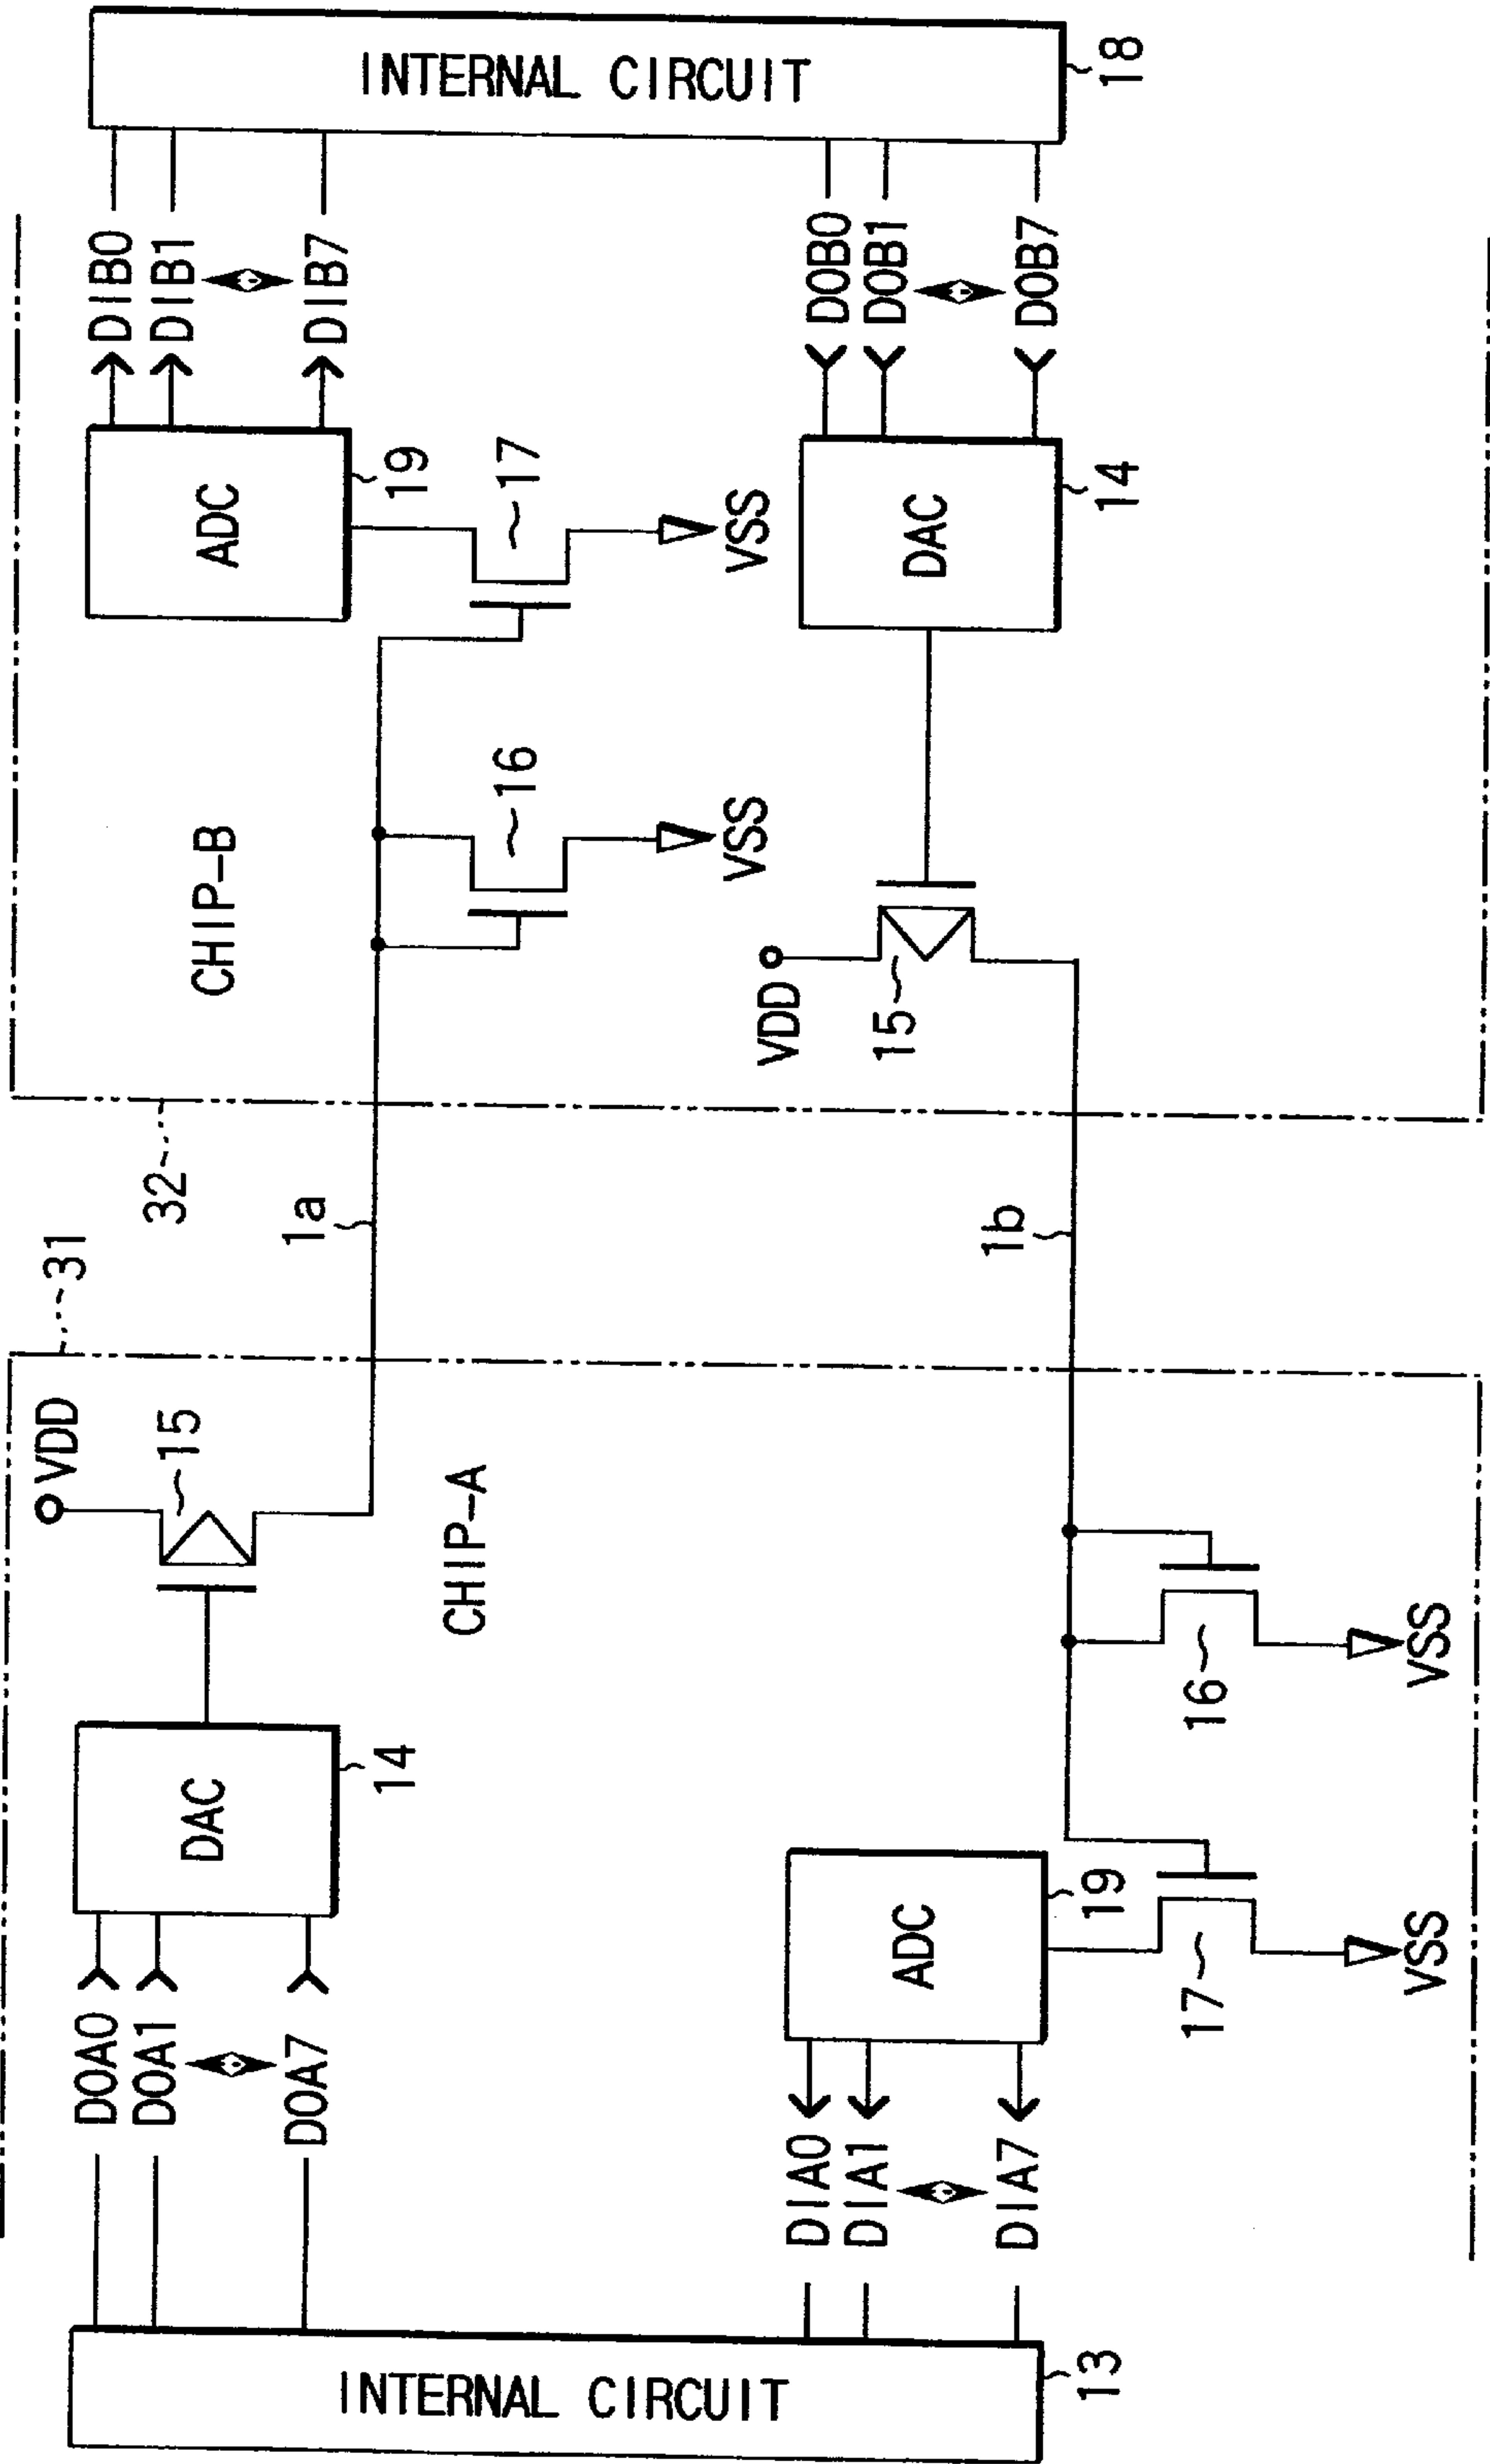 INTERNAL CIRCUIT
13
DOA0
DOA1
DOA7
DAC
14
VDD
15
CHIP-A
31
DIA0
DIA1
DIA7
ADC
19
17
VSS
16
VSS
1a
1b
32
CHIP-B
16
VSS
17
VSS
ADC
19
DIB0
DIB1
DIB7
VDD
15
DAC
14
DOB0
DOB1
DOB7
INTERNAL CIRCUIT
18